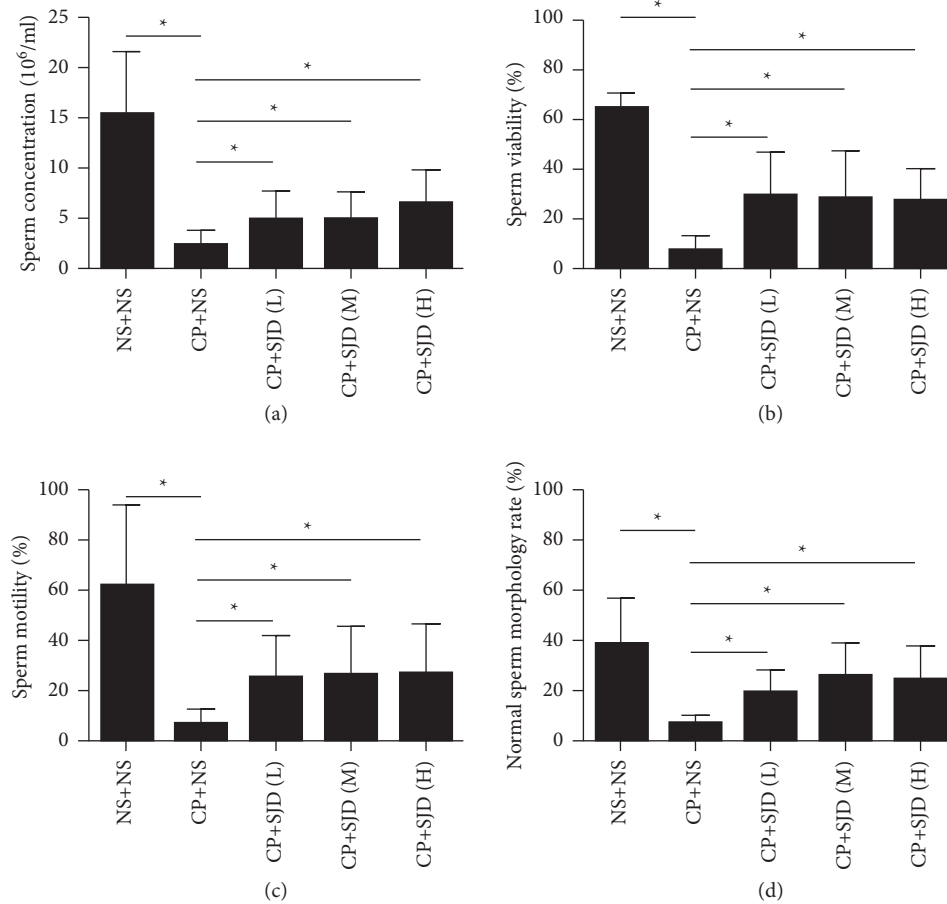 Sperm concentration (10⁶/ml)
25
20
15
10
5
0
*
*
*
*
NS+NS
CP+NS
CP+SJD (L)
CP+SJD (M)
CP+SJD (H)
(a)
Sperm viability (%)
100
80
60
40
20
0
*
*
*
*
NS+NS
CP+NS
CP+SJD (L)
CP+SJD (M)
CP+SJD (H)
(b)
Sperm motility (%)
100
80
60
40
20
0
*
*
*
*
NS+NS
CP+NS
CP+SJD (L)
CP+SJD (M)
CP+SJD (H)
(c)
Normal sperm morphology rate (%)
100
80
60
40
20
0
*
*
*
*
NS+NS
CP+NS
CP+SJD (L)
CP+SJD (M)
CP+SJD (H)
(d)